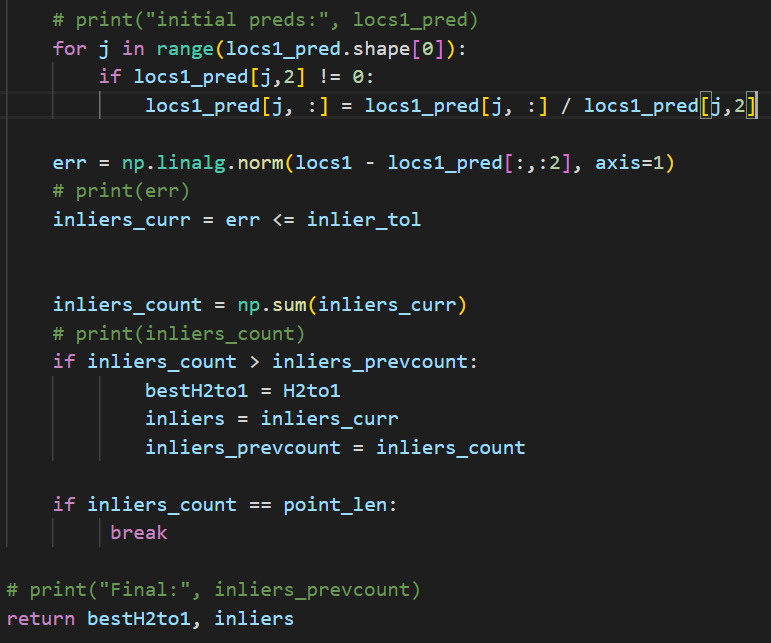 # print("initial preds:", locs1_pred)
for j in range(locs1_pred.shape[0]):
if locs1_pred[j,2] != 0:
locs1_pred[j, :] = locs1_pred[j, :] / locs1_pred[j,2]
err = np.linalg.norm(locs1 - locs1_pred[:,:2], axis=1)
# print(err)
inliers_curr = err <= inlier_tol
inliers_count = np.sum(inliers_curr)
# print(inliers_count)
if inliers_count > inliers_prevcount:
bestH2to1 = H2to1
inliers = inliers_curr
inliers_prevcount = inliers_count
if inliers_count == point_len:
break
# print("Final:", inliers_prevcount)
return bestH2to1, inliers